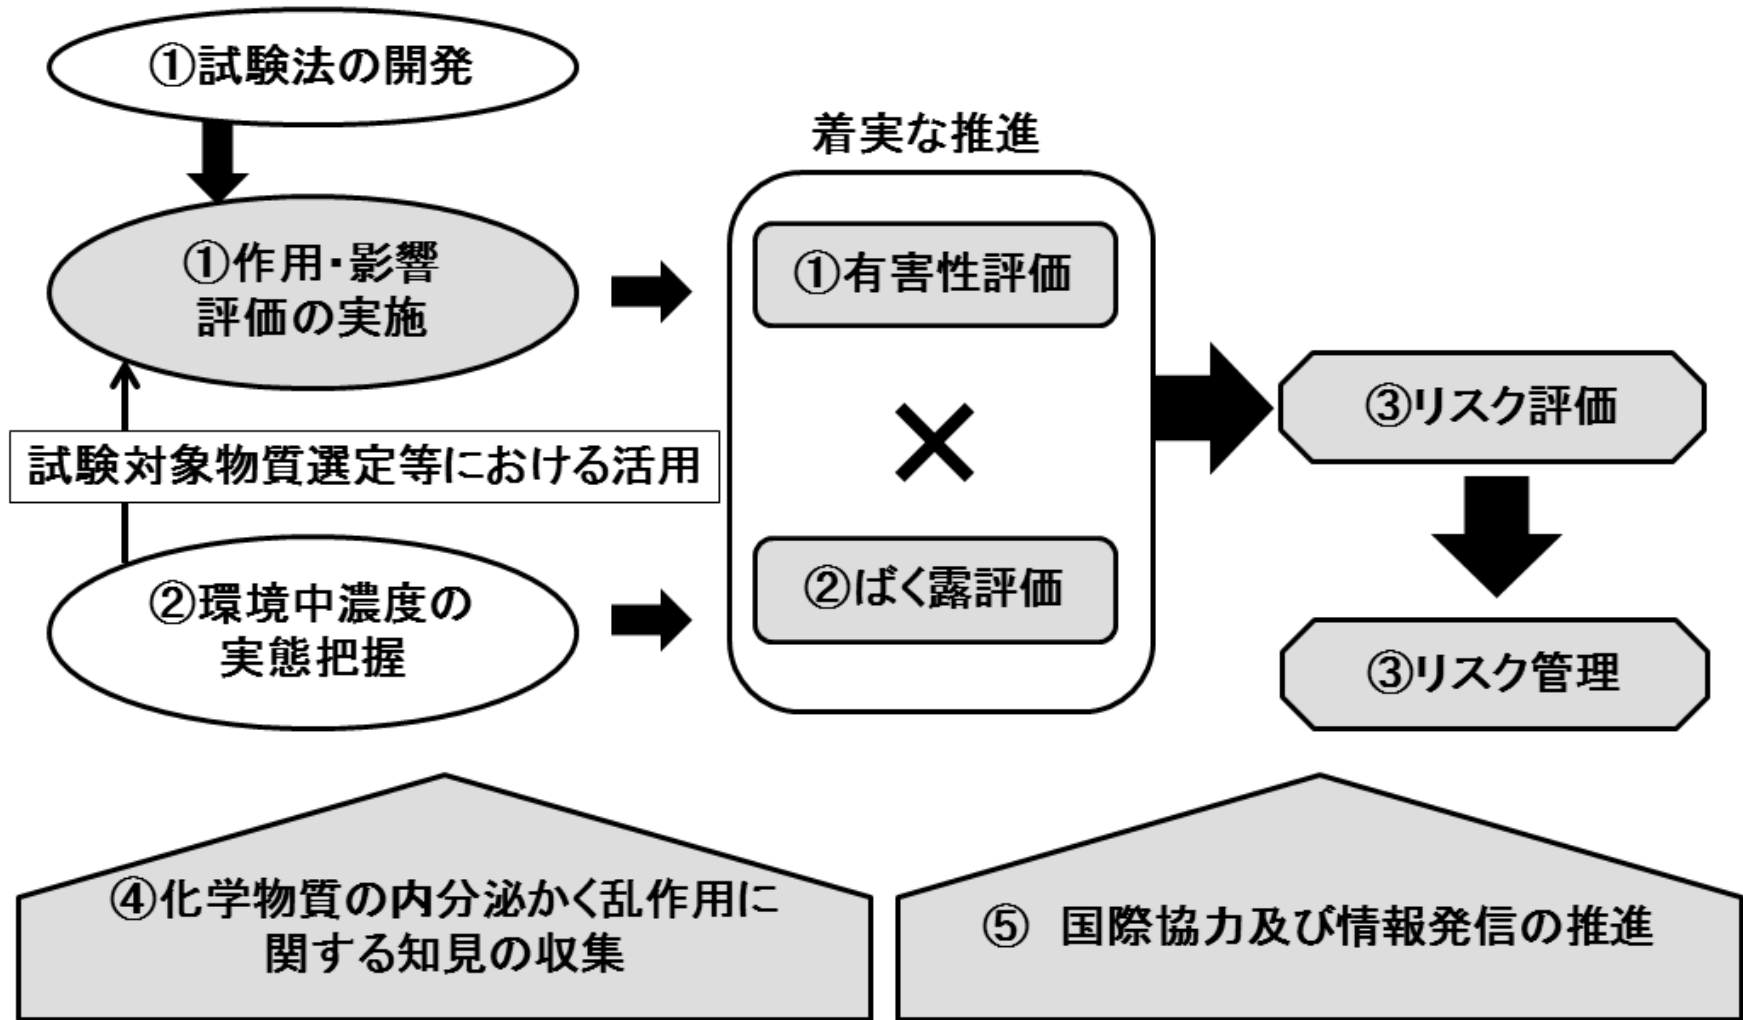 ①試験法の開発
着実な推進
①作用・影響
評価の実施
①有害性評価
③リスク評価
試験対象物質選定等における活用
×
②環境中濃度の
実態把握
②ばく露評価
③リスク管理
④化学物質の内分泌かく乱作用に
関する知見の収集
⑤ 国際協力及び情報発信の推進